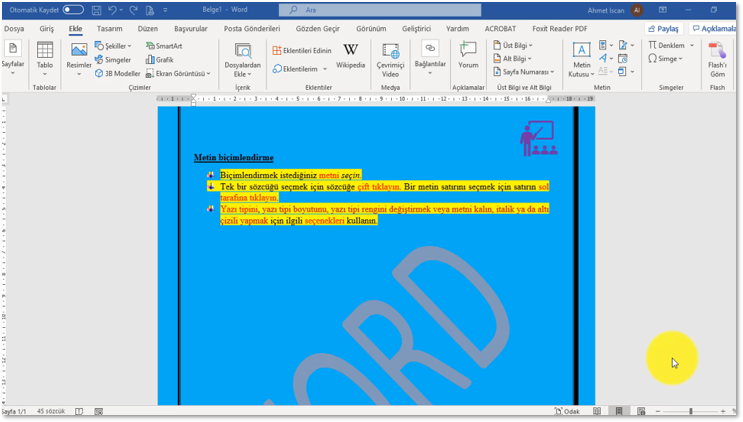 Otomatik Kaydet
Belge1 - Word
Ara
Ahmet Iscan
AI
Dosya Giriş Ekle Tasarım Düzen Başvurular Posta Gönderileri Gözden Geçir Görünüm Geliştirici Yardım ACROBAT Foxit Reader PDF Paylaş Açıklamala
Sayfalar
Tablo
Tablolar
Resimler
Şekiller
Simgeler
3B Modeller
SmartArt
Grafik
Ekran Görüntüsü
Çizimler
Dosyalardan
Ekle
İçerik
Eklentileri Edinin
Eklentilerim
W
Wikipedia
Eklentiler
Çevrimiçi
Video
Medya
Bağlantılar
Yorum
Açıklamalar
Üst Bilgi
Alt Bilgi
Sayfa Numarası
Üst Bilgi ve Alt Bilgi
Metin
Kutusu
Metin
Denklem
Simge
Simgeler
Flash'ı
Göm
Flash
Metin biçimlendirme
Biçimlendirmek istediğiniz metni seçin.
Tek bir sözcüğü seçmek için sözcüğe çift tıklayın. Bir metin satırını seçmek için satırın sol
tarafına tıklayın.
Yazı tipini, yazı tipi boyutunu, yazı tipi rengini değiştirmek veya metni kalın, italik ya da altı
çizili yapmak için ilgili seçenekleri kullanın.
WORD
Sayfa 1/1 45 sözcük
Odak